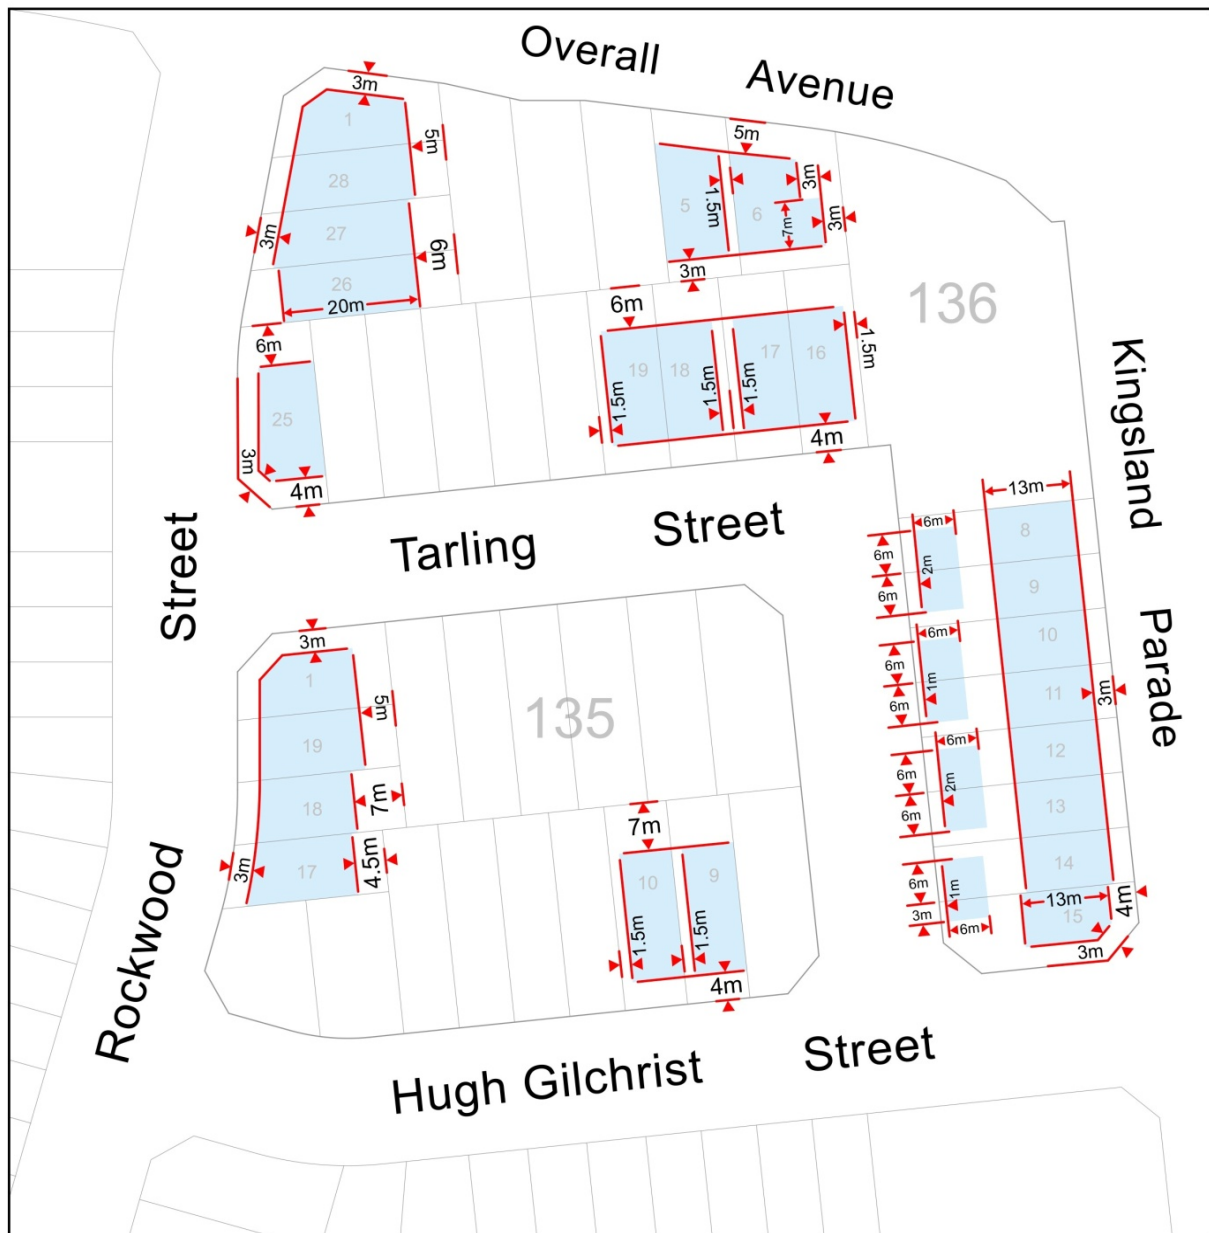 Overall Avenue
3m
1
5m
28
3m
27
6m
26
20m
5m
3m
5
1.5m
6
7m
3m
3m
136
6m
6m
25
3m
4m
19
18
17
16
1.5m
1.5m
1.5m
1.5m
4m
Kingsland Parade
Tarling Street
Street
13m
6m
8
6m
2m
6m
9
6m
10
6m
1m
6m
11
3m
6m
12
6m
2m
6m
13
14
6m
1m
3m
6m
13m
15
4m
3m
3m
1
5m
19
135
18
7m
17
4.5m
3m
7m
10
9
1.5m
1.5m
4m
Rockwood
Hugh Gilchrist Street